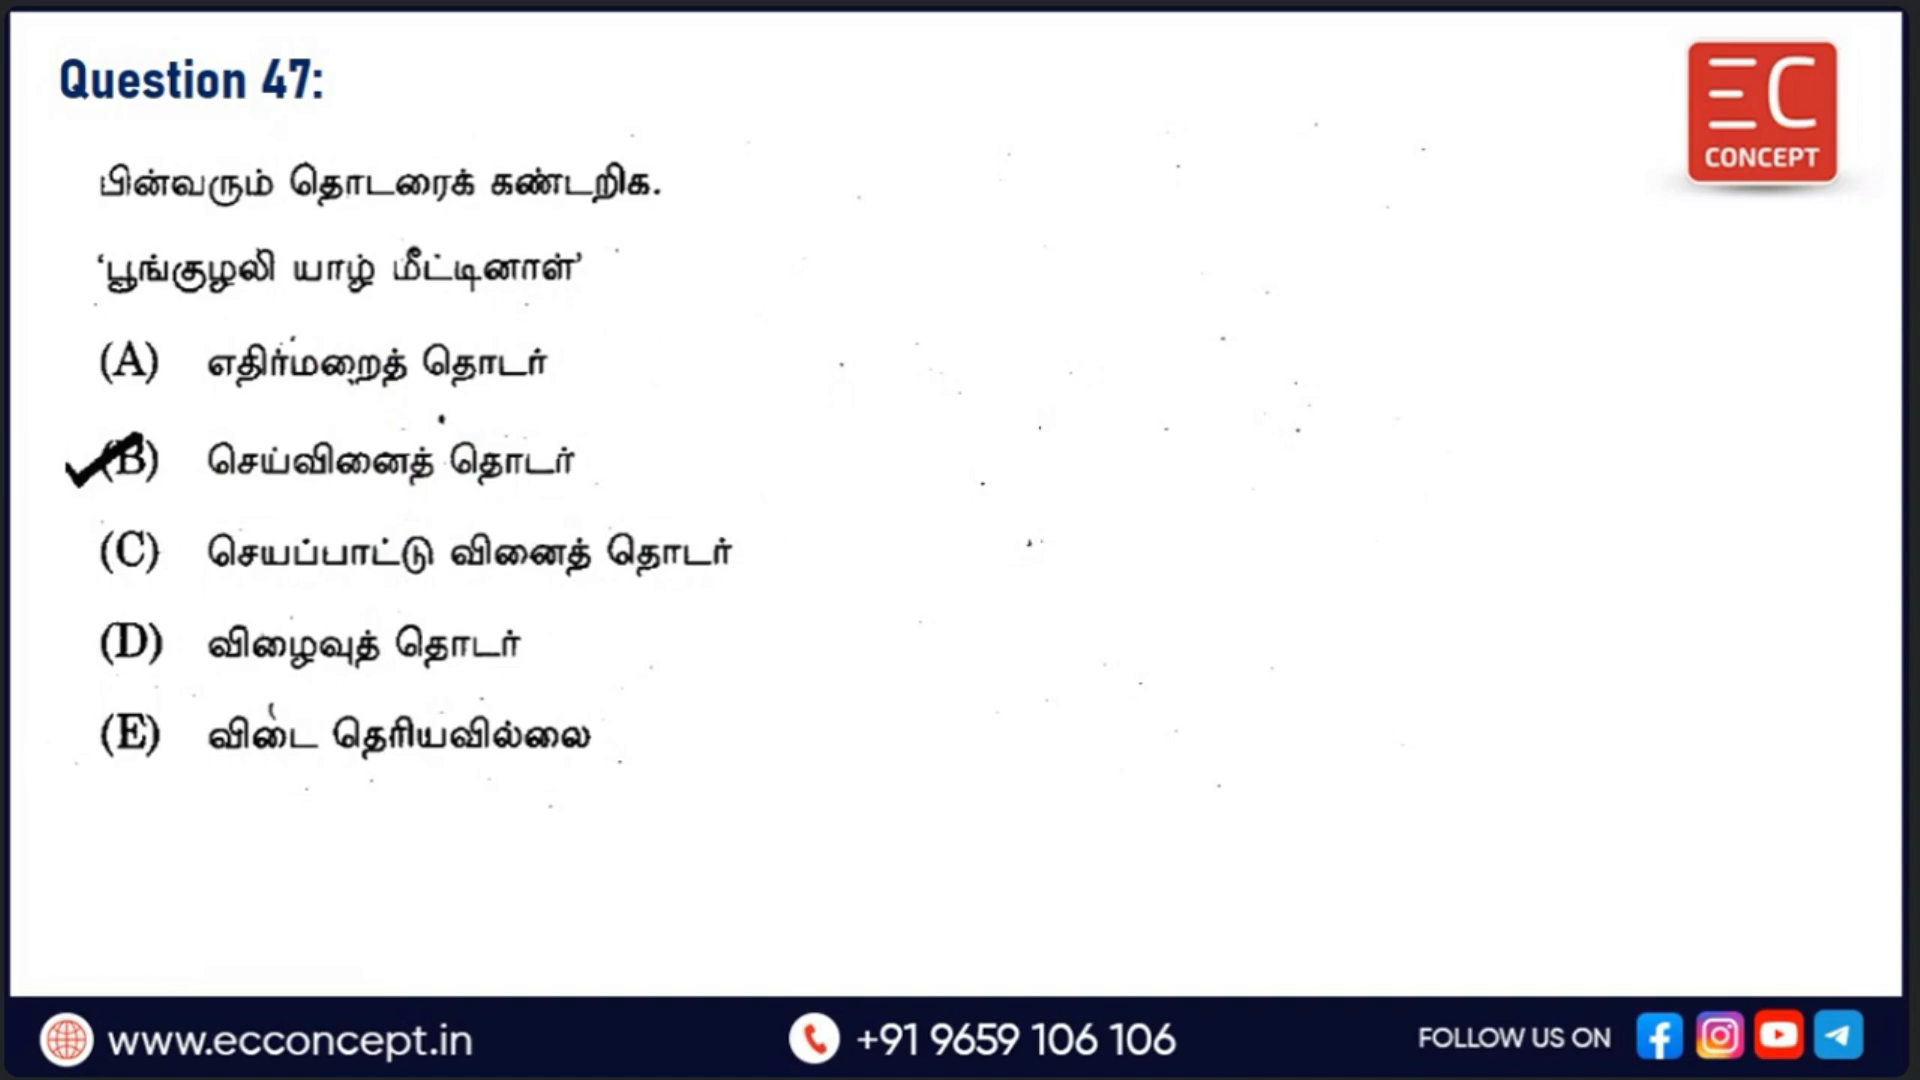 Question 47:
EC
CONCEPT
பின்வரும் தொடரைக் கண்டறிக.
‘பூங்குழலி யாழ் மீட்டினாள்’
(A) எதிர்மறைத் தொடர்
(B) செய்வினைத் தொடர்
(C) செயப்பாட்டு வினைத் தொடர்
(D) விழைவுத் தொடர்
(E) விடை தெரியவில்லை
www.ecconcept.in
+91 9659 106 106
FOLLOW US ON